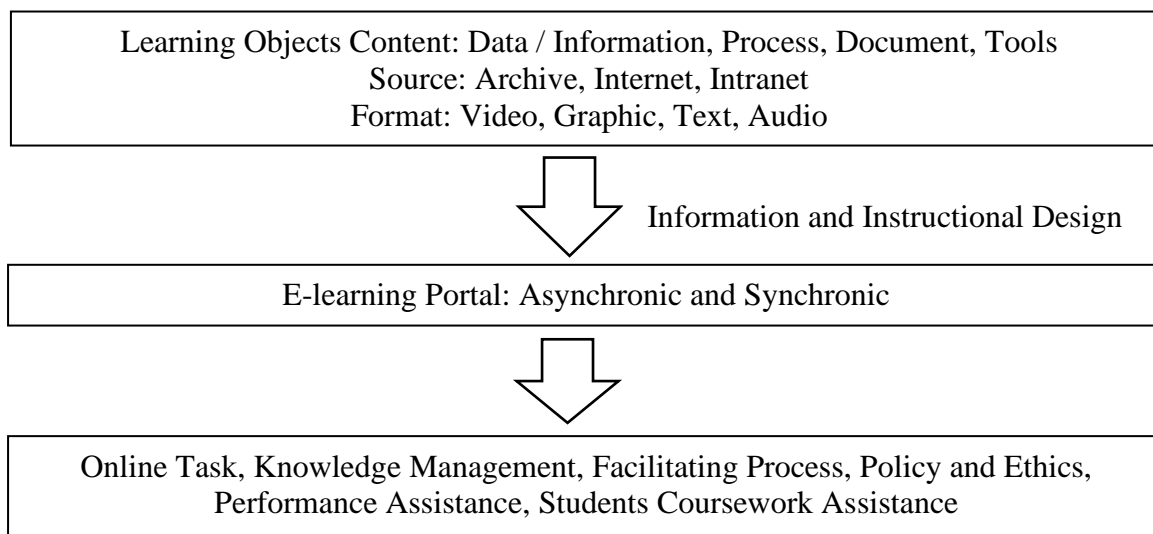 Learning Objects Content: Data / Information, Process, Document, Tools
Source: Archive, Internet, Intranet
Format: Video, Graphic, Text, Audio
Information and Instructional Design
E-learning Portal: Asynchronic and Synchronic
Online Task, Knowledge Management, Facilitating Process, Policy and Ethics,
Performance Assistance, Students Coursework Assistance